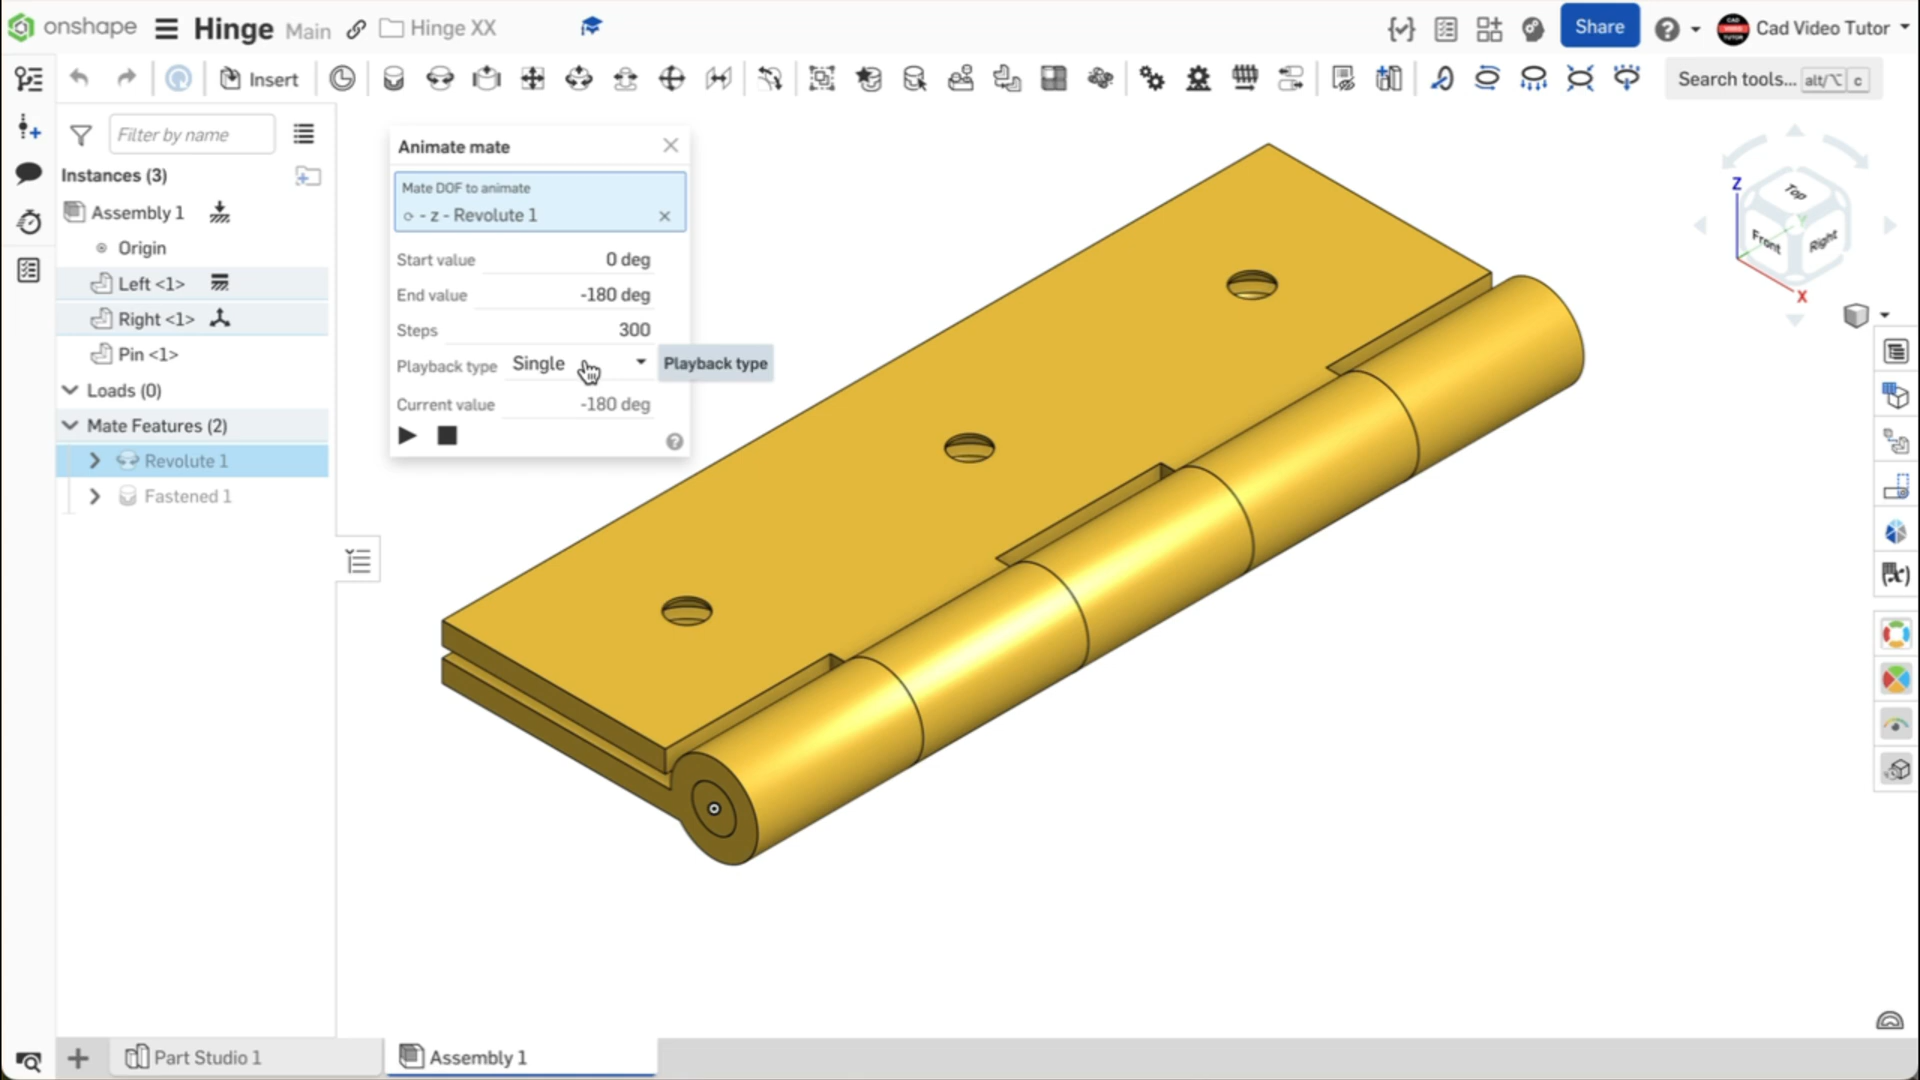 onshape Hinge Main Hinge XX Share Cad Video Tutor
Insert Search tools... alt/⌥ c
Filter by name
Instances (3)
Assembly 1
Origin
Left <1>
Right <1>
Pin <1>
Loads (0)
Mate Features (2)
Revolute 1
Fastened 1
Animate mate
Mate DOF to animate
- z - Revolute 1
Start value 0 deg
End value -180 deg
Steps 300
Playback type Single Playback type
Current value -180 deg
Z
Top
Front
Right
X
Part Studio 1
Assembly 1